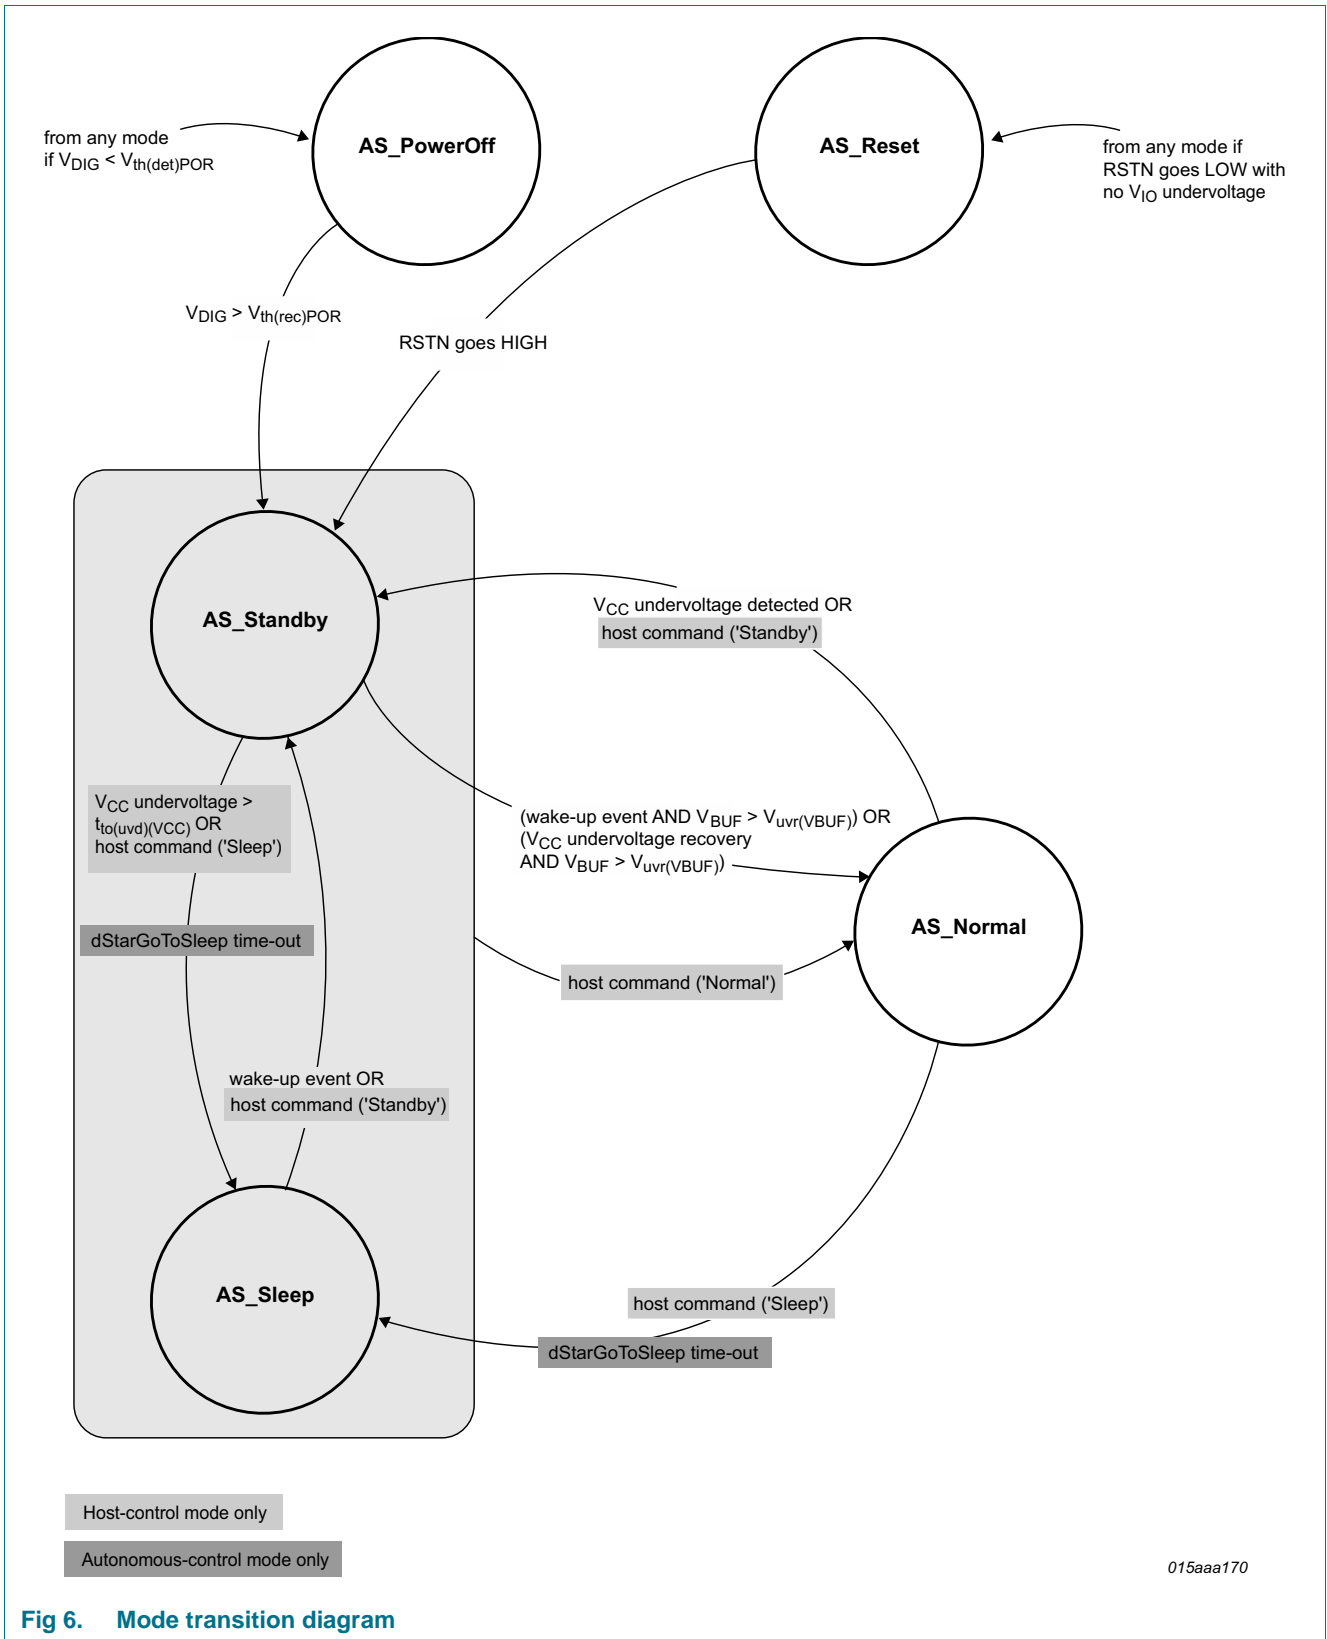 AS_PowerOff
AS_Reset
from any mode
if VDIG < Vth(det)POR
from any mode if
RSTN goes LOW with
no VIO undervoltage
VDIG > Vth(rec)POR
RSTN goes HIGH
AS_Standby
VCC undervoltage detected OR
host command ('Standby')
VCC undervoltage >
tto(uvd)(VCC) OR
host command ('Sleep')
(wake-up event AND VBUF > Vuvr(VBUF)) OR
(VCC undervoltage recovery
AND VBUF > Vuvr(VBUF))
AS_Normal
dStarGoToSleep time-out
host command ('Normal')
wake-up event OR
host command ('Standby')
AS_Sleep
host command ('Sleep')
dStarGoToSleep time-out
Host-control mode only
Autonomous-control mode only
015aaa170
Fig 6. Mode transition diagram